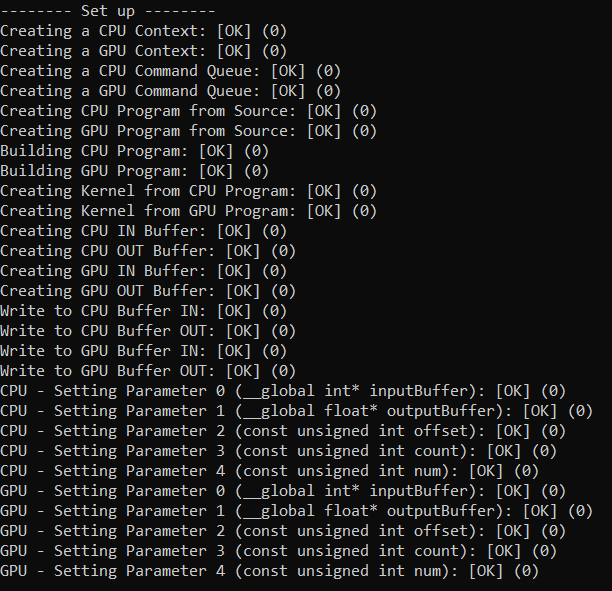 -------- Set up --------
Creating a CPU Context: [OK] (0)
Creating a GPU Context: [OK] (0)
Creating a CPU Command Queue: [OK] (0)
Creating a GPU Command Queue: [OK] (0)
Creating CPU Program from Source: [OK] (0)
Creating GPU Program from Source: [OK] (0)
Building CPU Program: [OK] (0)
Building GPU Program: [OK] (0)
Creating Kernel from CPU Program: [OK] (0)
Creating Kernel from GPU Program: [OK] (0)
Creating CPU IN Buffer: [OK] (0)
Creating CPU OUT Buffer: [OK] (0)
Creating GPU IN Buffer: [OK] (0)
Creating GPU OUT Buffer: [OK] (0)
Write to CPU Buffer IN: [OK] (0)
Write to CPU Buffer OUT: [OK] (0)
Write to GPU Buffer IN: [OK] (0)
Write to GPU Buffer OUT: [OK] (0)
CPU - Setting Parameter 0 (__global int* inputBuffer): [OK] (0)
CPU - Setting Parameter 1 (__global float* outputBuffer): [OK] (0)
CPU - Setting Parameter 2 (const unsigned int offset): [OK] (0)
CPU - Setting Parameter 3 (const unsigned int count): [OK] (0)
CPU - Setting Parameter 4 (const unsigned int num): [OK] (0)
GPU - Setting Parameter 0 (__global int* inputBuffer): [OK] (0)
GPU - Setting Parameter 1 (__global float* outputBuffer): [OK] (0)
GPU - Setting Parameter 2 (const unsigned int offset): [OK] (0)
GPU - Setting Parameter 3 (const unsigned int count): [OK] (0)
GPU - Setting Parameter 4 (const unsigned int num): [OK] (0)